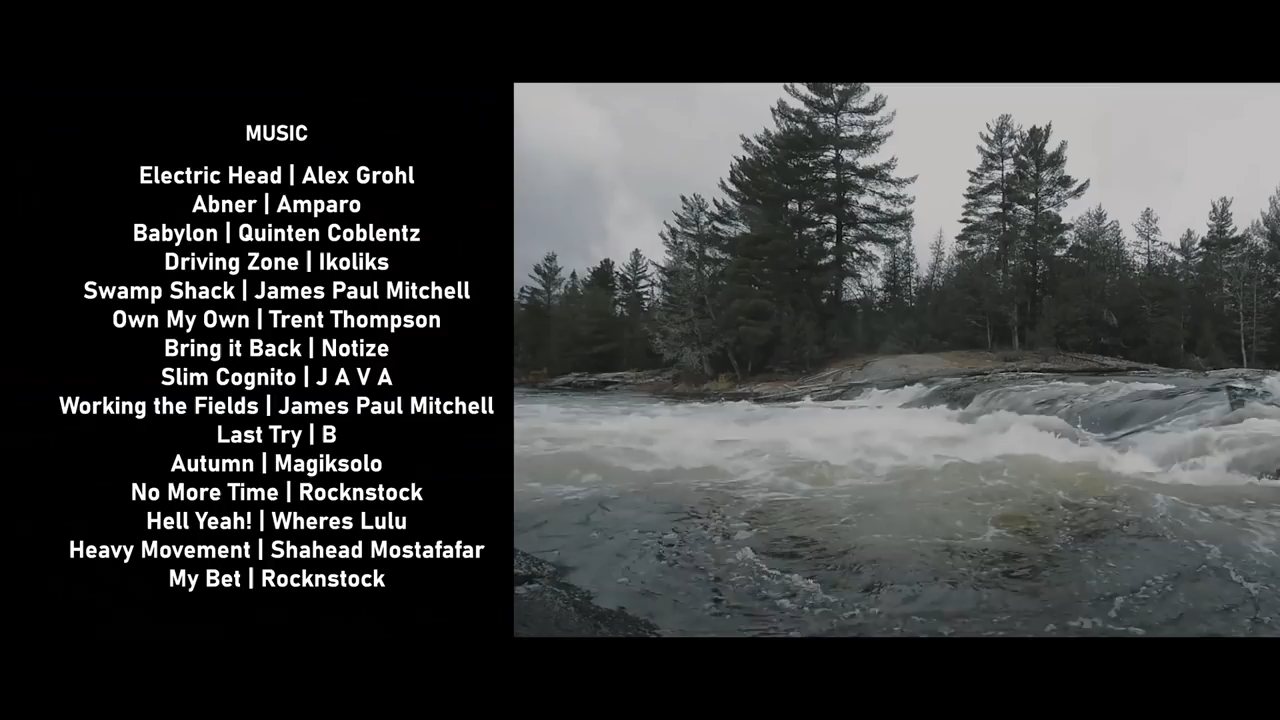 MUSIC
Electric Head | Alex Grohl
Abner | Amparo
Babylon | Quinten Coblentz
Driving Zone | Ikoliks
Swamp Shack | James Paul Mitchell
Own My Own | Trent Thompson
Bring it Back | Notize
Slim Cognito | J A V A
Working the Fields | James Paul Mitchell
Last Try | B
Autumn | Magiksolo
No More Time | Rocknstock
Hell Yeah! | Wheres Lulu
Heavy Movement | Shahead Mostafafar
My Bet | Rocknstock